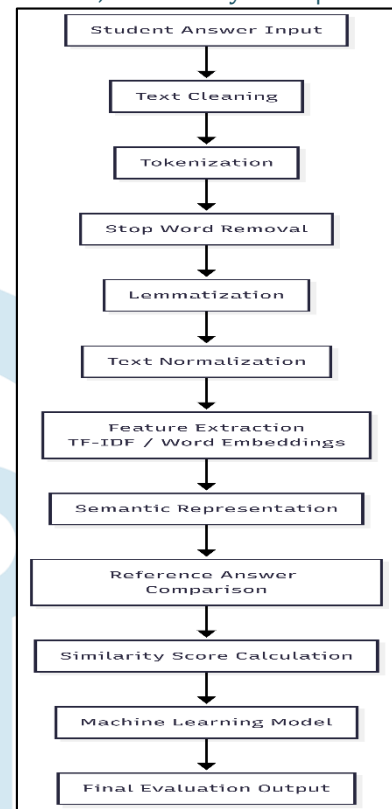 Student Answer Input
Text Cleaning
Tokenization
Stop Word Removal
Lemmatization
Text Normalization
Feature Extraction
TF-IDF / Word Embeddings
Semantic Representation
Reference Answer
Comparison
Similarity Score Calculation
Machine Learning Model
Final Evaluation Output